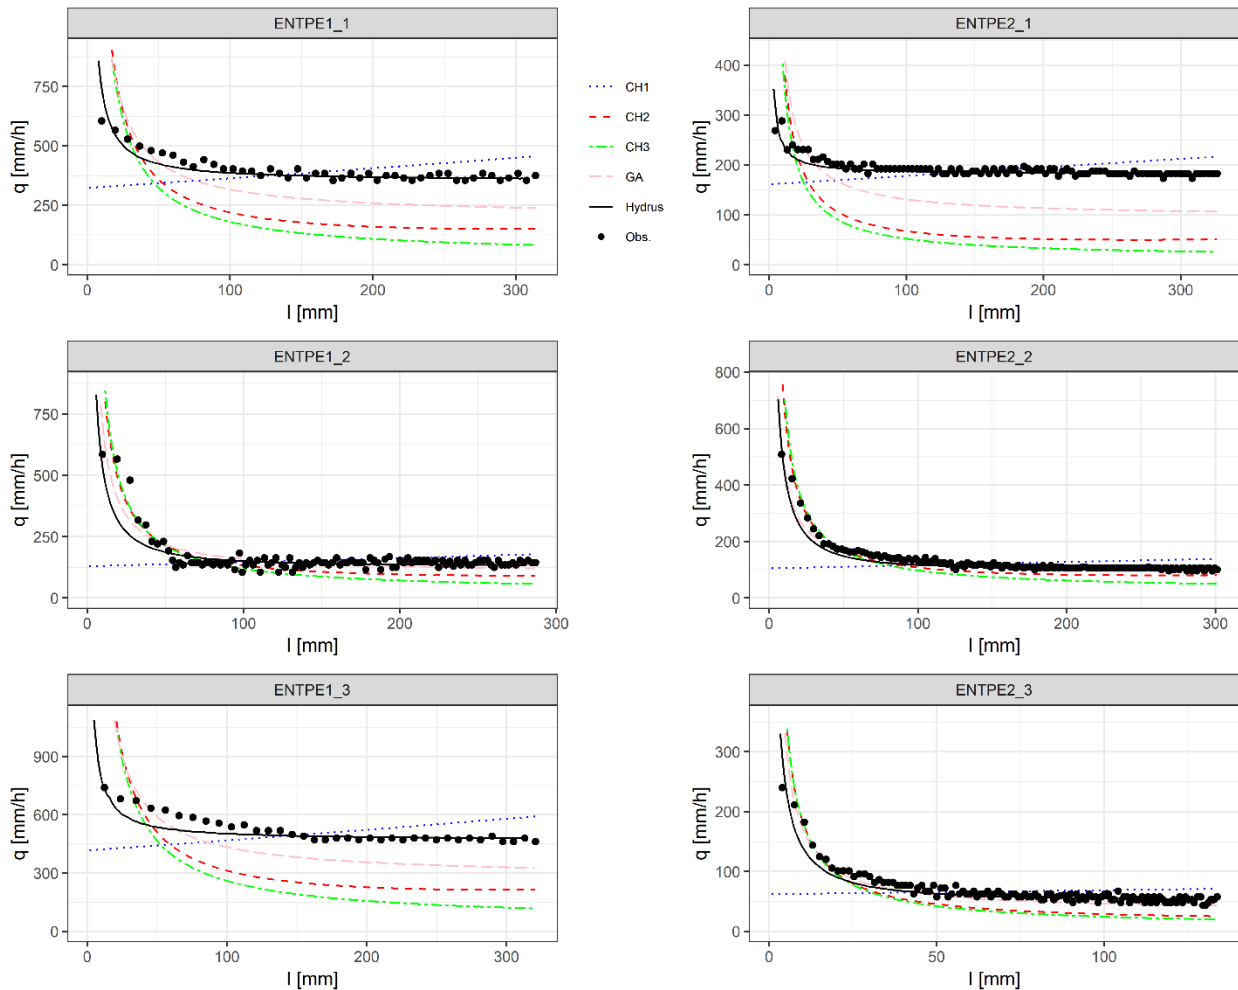 ENTPE1_1
q [mm/h]
750
500
250
0
0 100 200 300
I [mm]
CH1
CH2
CH3
GA
Hydrus
Obs.
ENTPE2_1
q [mm/h]
400
300
200
100
0
0 100 200 300
I [mm]
ENTPE1_2
q [mm/h]
750
500
250
0
0 100 200 300
I [mm]
ENTPE2_2
q [mm/h]
800
600
400
200
0
0 100 200 300
I [mm]
ENTPE1_3
q [mm/h]
900
600
300
0
0 100 200 300
I [mm]
ENTPE2_3
q [mm/h]
300
200
100
0
0 50 100
I [mm]